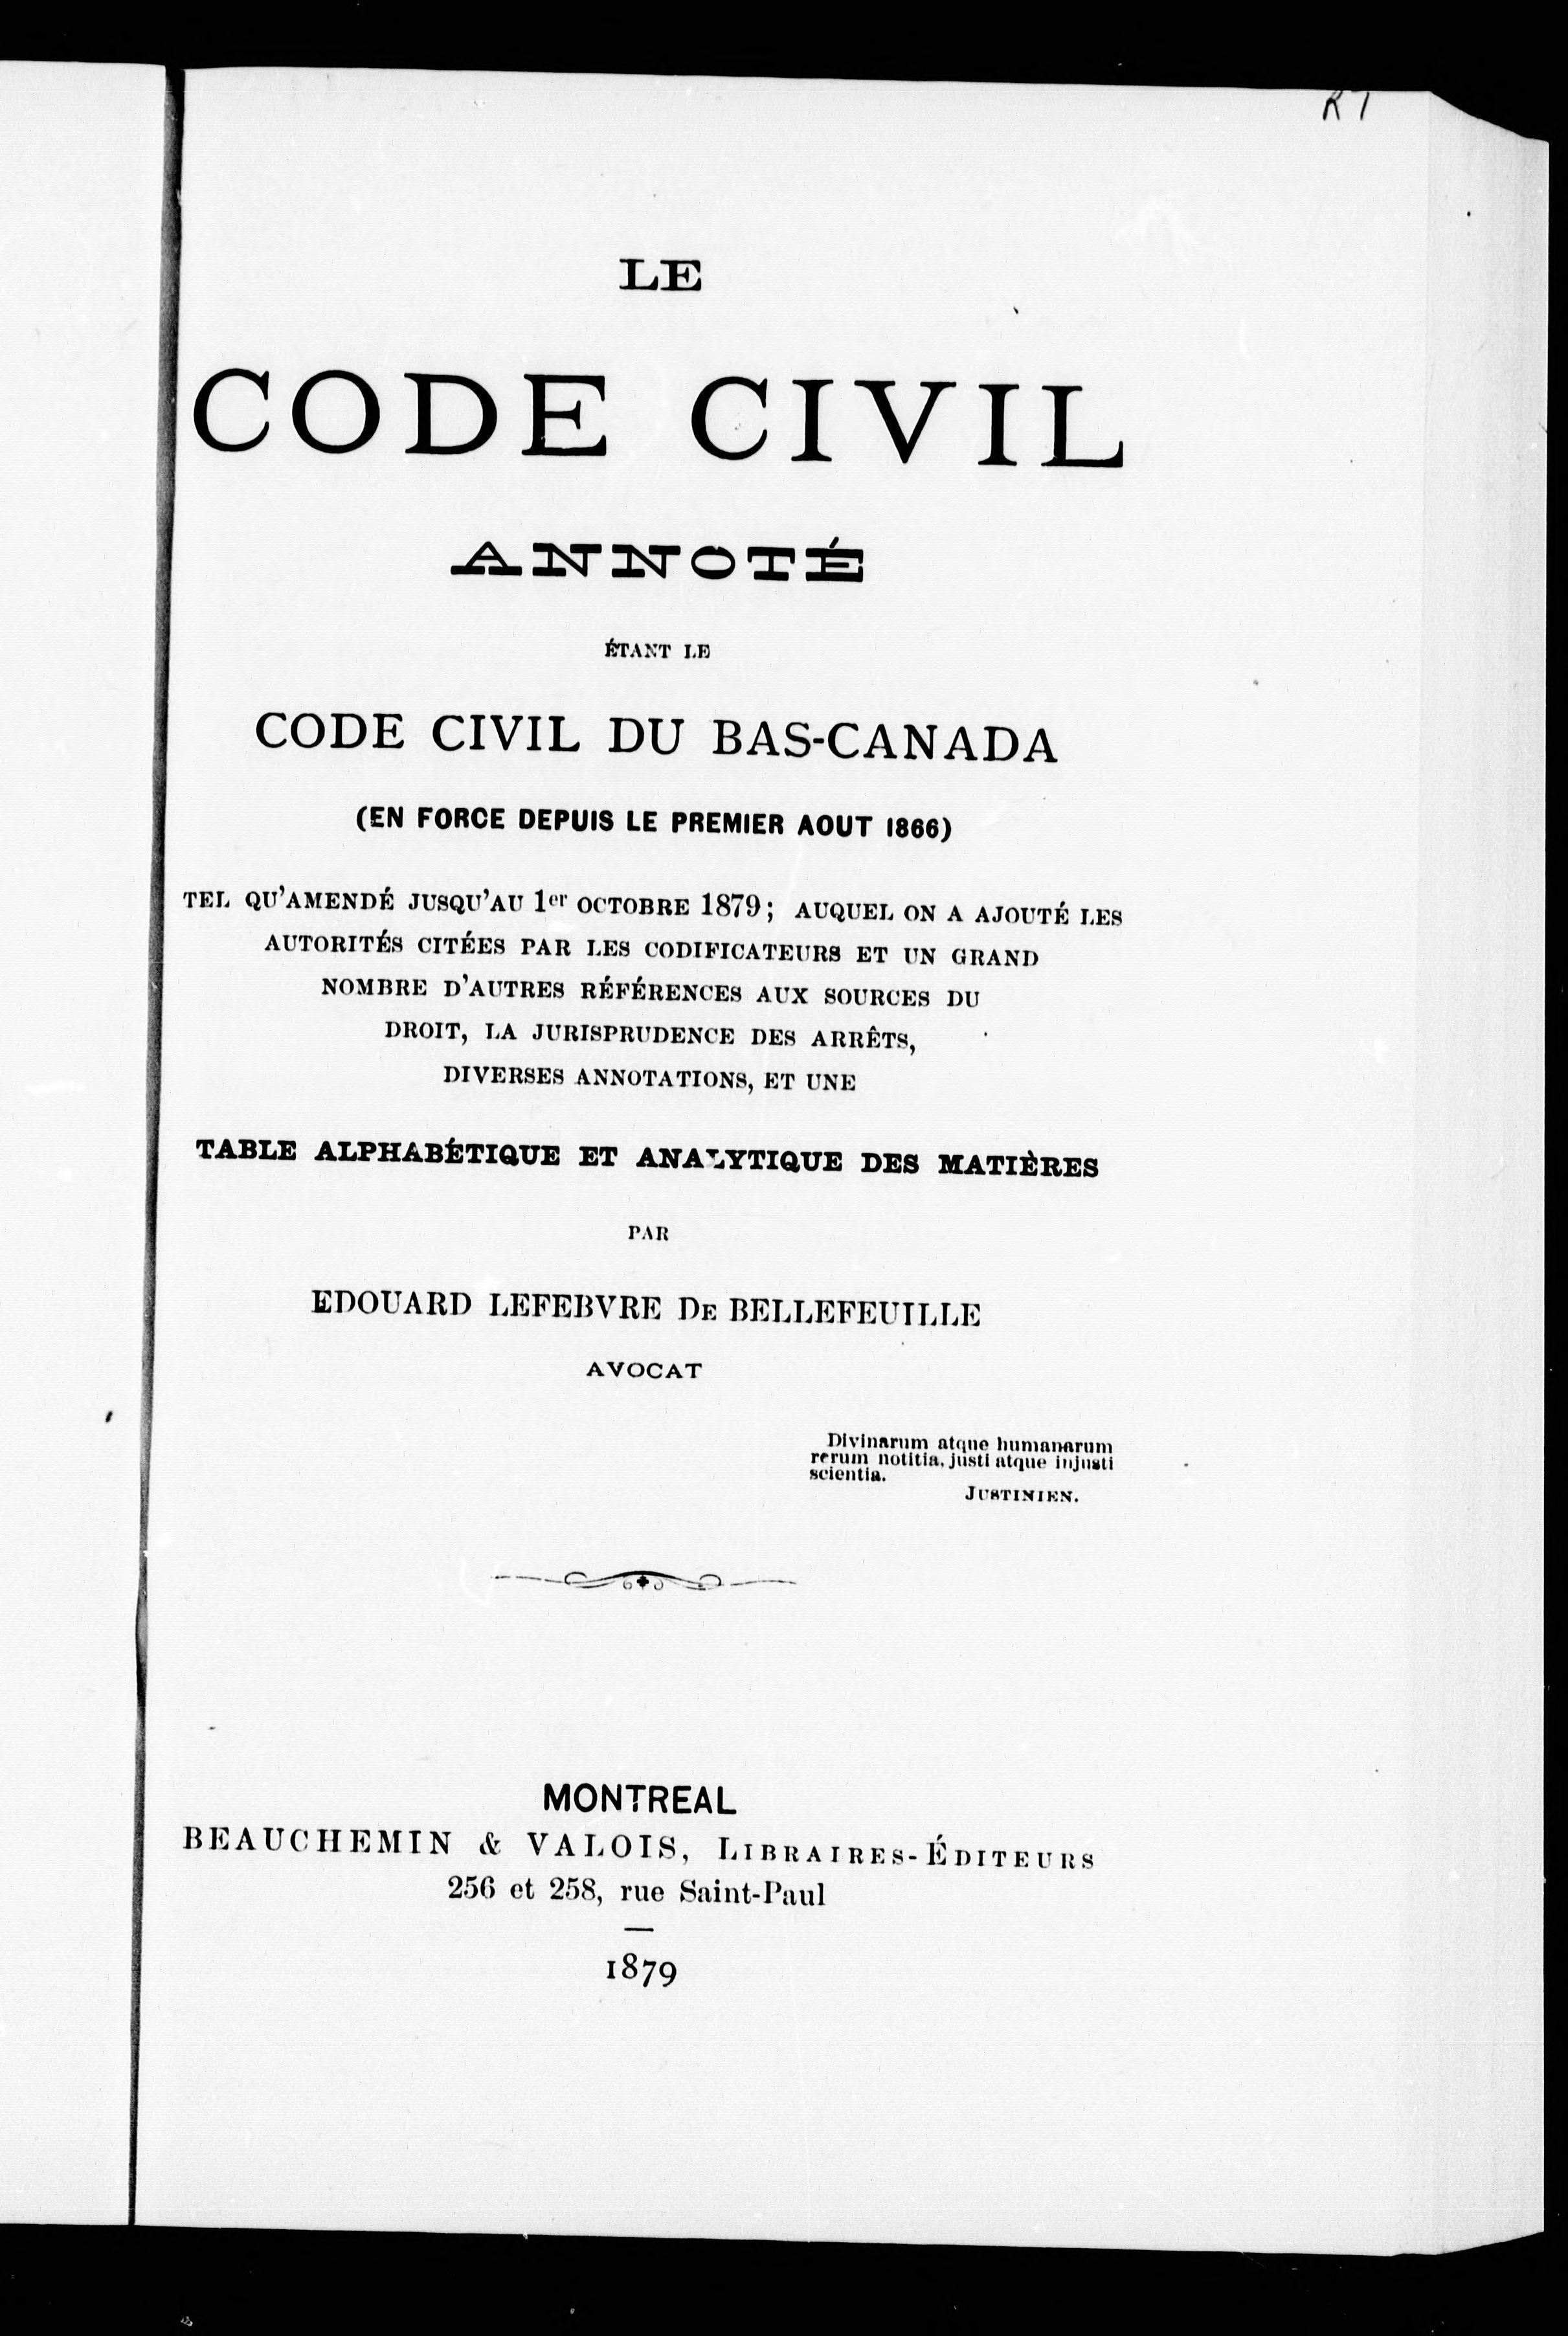 LE
CODE CIVIL
ANNOTÉ
ÉTANT LE
CODE CIVIL DU BAS-CANADA
(EN FORCE DEPUIS LE PREMIER AOUT 1866)
TEL QU'AMENDÉ JUSQU'AU 1er OCTOBRE 1879; AUQUEL ON A AJOUTÉ LES
AUTORITÉS CITÉES PAR LES CODIFICATEURS ET UN GRAND
NOMBRE D'AUTRES RÉFÉRENCES AUX SOURCES DU
DROIT, LA JURISPRUDENCE DES ARRÊTS,
DIVERSES ANNOTATIONS, ET UNE
TABLE ALPHABÉTIQUE ET ANALYTIQUE DES MATIÈRES
PAR
EDOUARD LEFEBVRE DE BELLEFEUILLE
AVOCAT
Divinarum atque humanarum
rerum notitia, justi atque injusti
scientia.
JUSTINIEN.
MONTREAL
BEAUCHEMIN & VALOIS, LIBRAIRES-ÉDITEURS
256 et 258, rue Saint-Paul
1879